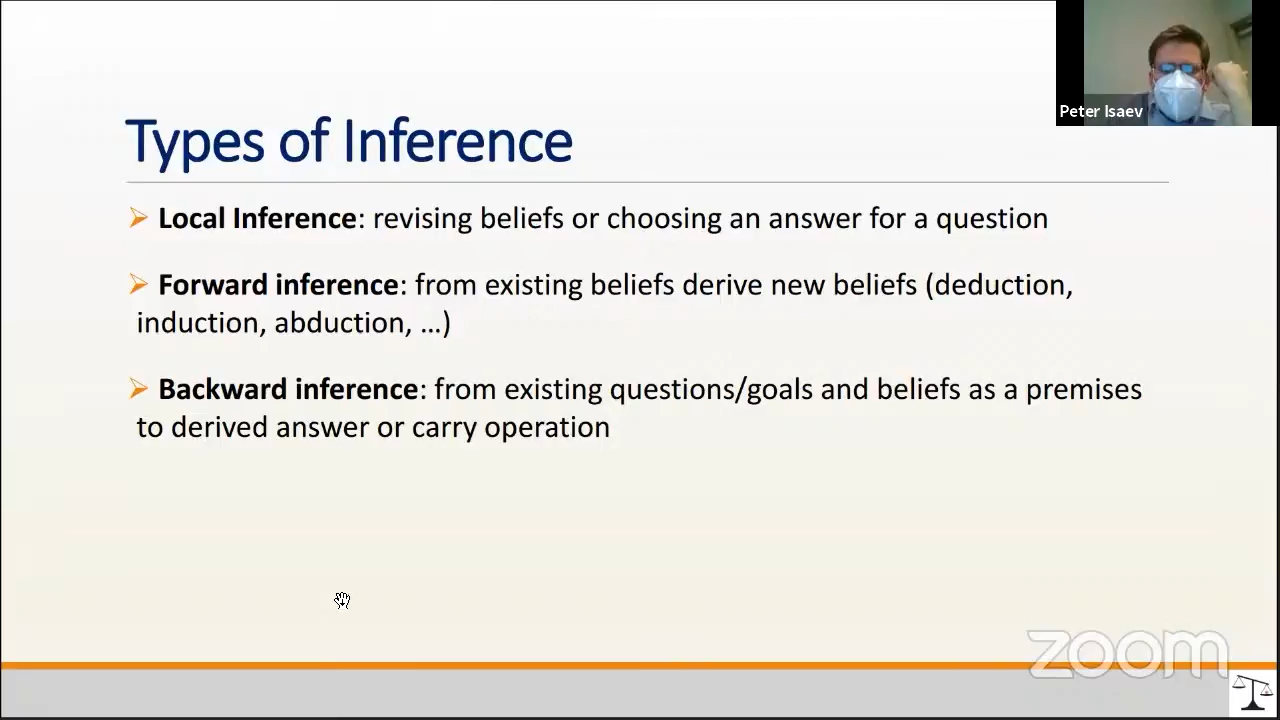 Peter Isaev
Types of Inference
Local Inference: revising beliefs or choosing an answer for a question
Forward inference: from existing beliefs derive new beliefs (deduction,
induction, abduction, ...)
Backward inference: from existing questions/goals and beliefs as a premises
to derived answer or carry operation
zoom